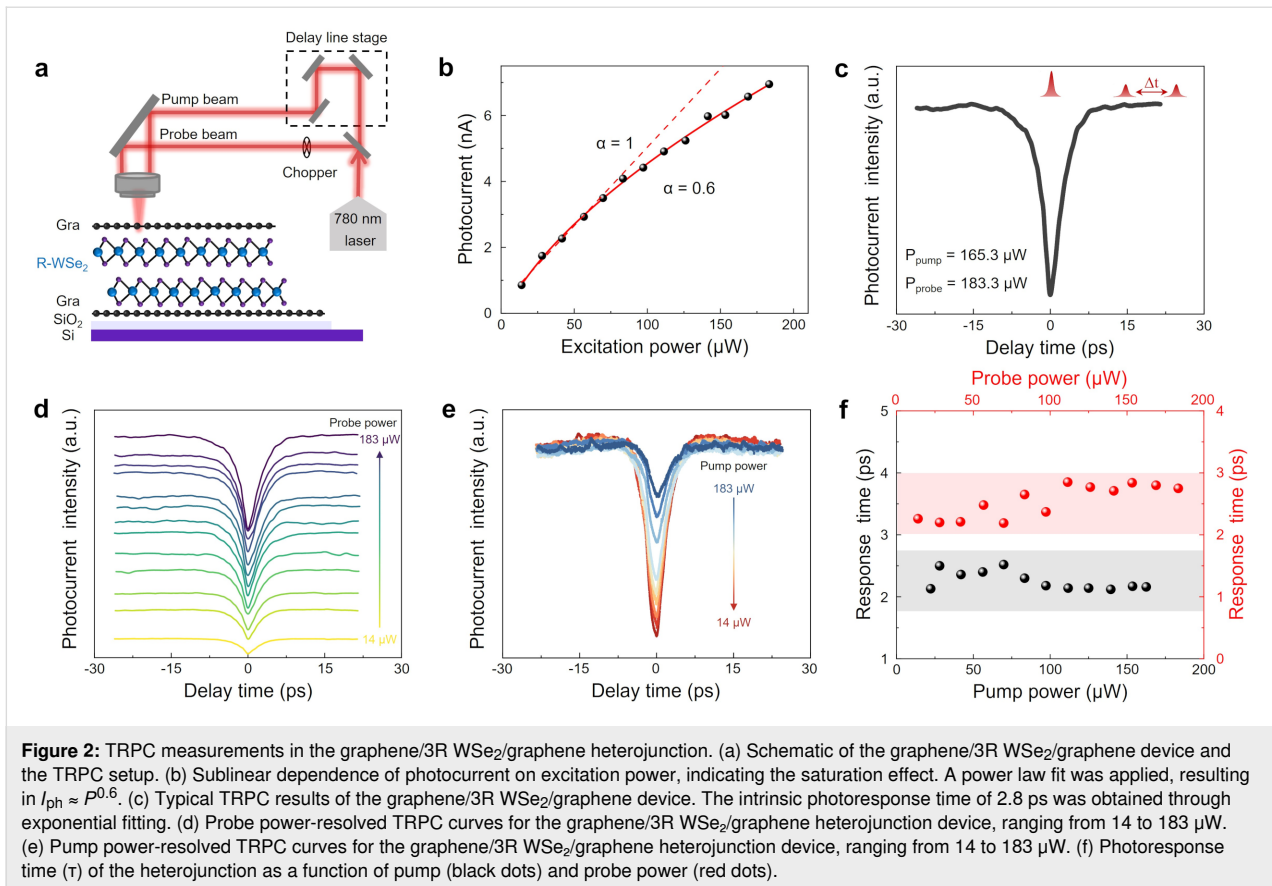 a
Delay line stage
Pump beam
Probe beam
Chopper
780 nm
laser
Gra
R-WSe₂
Gra
SiO₂
Si
b
Photocurrent (nA)
6
4
2
0
α = 1
α = 0.6
0 50 100 150 200
Excitation power (µW)
c
Photocurrent intensity (a.u.)
Δt
P_pump = 165.3 µW
P_probe = 183.3 µW
-30 -15 0 15 30
Delay time (ps)
d
Photocurrent intensity (a.u.)
Probe power
183 µW
14 µW
-30 -15 0 15 30
Delay time (ps)
e
Photocurrent intensity (a.u.)
Pump power
183 µW
14 µW
-30 -15 0 15 30
Delay time (ps)
f
Probe power (µW)
0 50 100 150 200
Response time (ps)
5
4
3
2
1
4
3
2
1
0
Response time (ps)
0 50 100 150 200
Pump power (µW)
Figure 2: TRPC measurements in the graphene/3R WSe₂/graphene heterojunction. (a) Schematic of the graphene/3R WSe₂/graphene device and
the TRPC setup. (b) Sublinear dependence of photocurrent on excitation power, indicating the saturation effect. A power law fit was applied, resulting
in I_ph ≈ P^0.6. (c) Typical TRPC results of the graphene/3R WSe₂/graphene device. The intrinsic photoresponse time of 2.8 ps was obtained through
exponential fitting. (d) Probe power-resolved TRPC curves for the graphene/3R WSe₂/graphene heterojunction device, ranging from 14 to 183 µW.
(e) Pump power-resolved TRPC curves for the graphene/3R WSe₂/graphene heterojunction device, ranging from 14 to 183 µW. (f) Photoresponse
time (τ) of the heterojunction as a function of pump (black dots) and probe power (red dots).